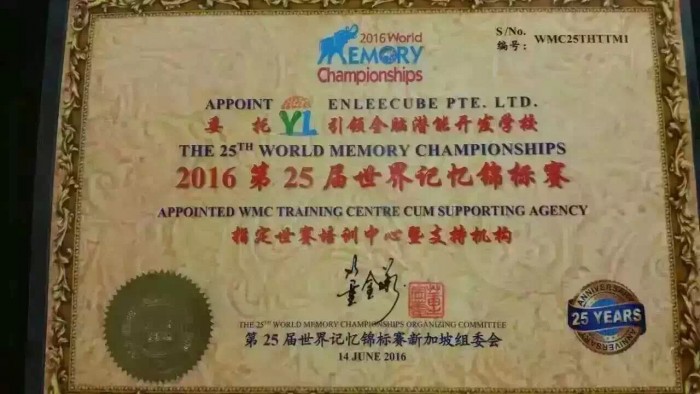 2016 World
MEMORY
Championships
S/No.
编号: WMC25THTTM1
APPOINT YL ENLEECUBE PTE. LTD.
委托 引领全脑潜能开发学校
THE 25TH WORLD MEMORY CHAMPIONSHIPS
2016 第 25 届世界记忆锦标赛
APPOINTED WMC TRAINING CENTRE CUM SUPPORTING AGENCY
指定世赛培训中心暨支持机构
THE 25TH WORLD MEMORY CHAMPIONSHIPS ORGANIZING COMMITTEE
第 25 届世界记忆锦标赛新加坡组委会
14 JUNE 2016
ANNIVERSARY
25 YEARS
ANNIVERSARY